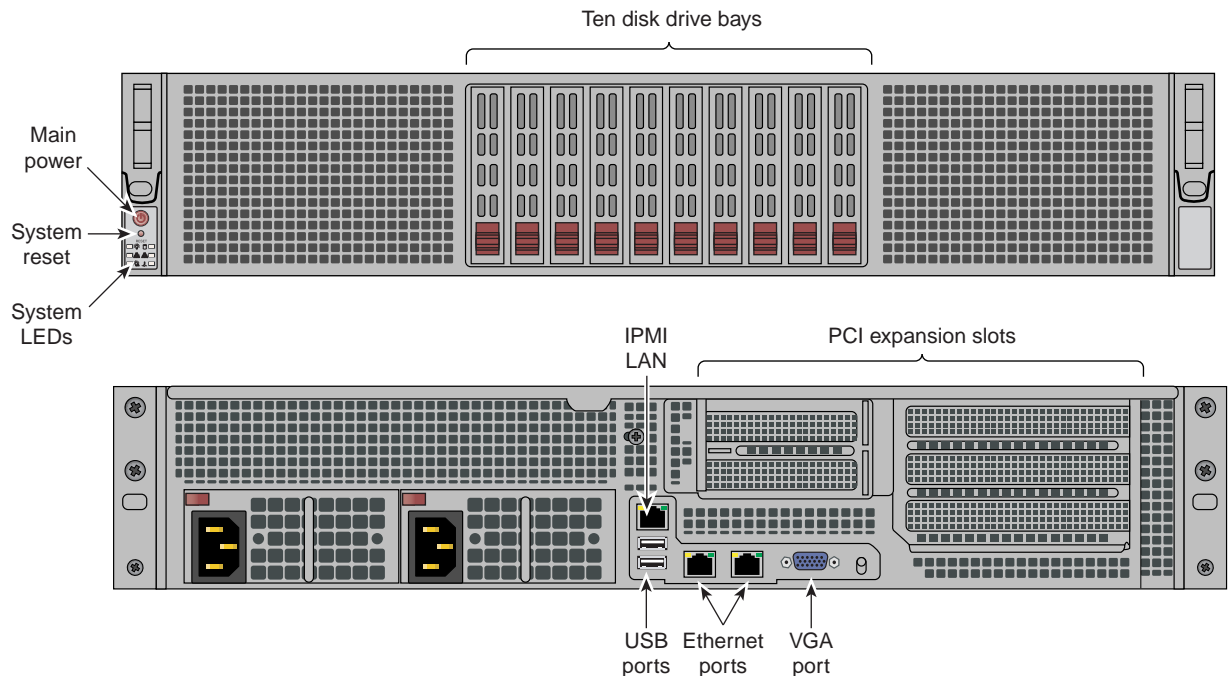 Ten disk drive bays
Main
power
System
reset
RESET
System
LEDs
IPMI
LAN
PCI expansion slots
USB
ports
Ethernet
ports
VGA
port